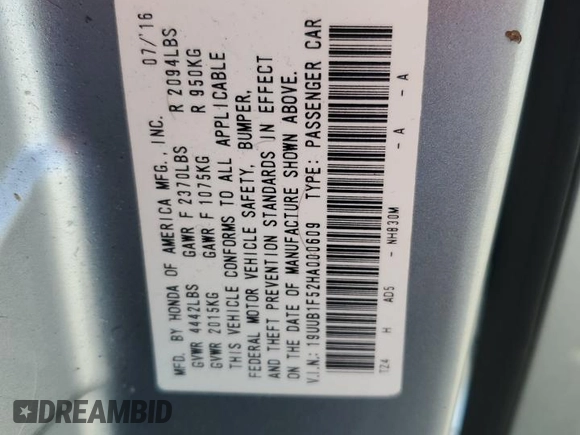 MFD. BY HONDA OF AMERICA MFG., INC. 07/'16
GVWR 4442LBS GAWR F 2370LBS R 2094LBS
GVWR 2015KG GAWR F 1075KG R 950KG
THIS VEHICLE CONFORMS TO ALL APPLICABLE
FEDERAL MOTOR VEHICLE SAFETY, BUMPER,
AND THEFT PREVENTION STANDARDS IN EFFECT
ON THE DATE OF MANUFACTURE SHOWN ABOVE.
V.I.N.: 19UUB1F52HA000609 TYPE: PASSENGER CAR
T24 H AD5 - NH830M - A - A
DREAMBID